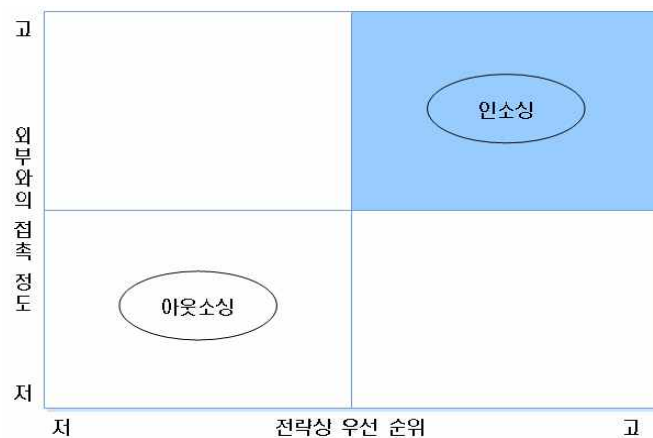 고
인소싱
외부와의 접촉 정도
아웃소싱
저
저 전략상 우선 순위 고